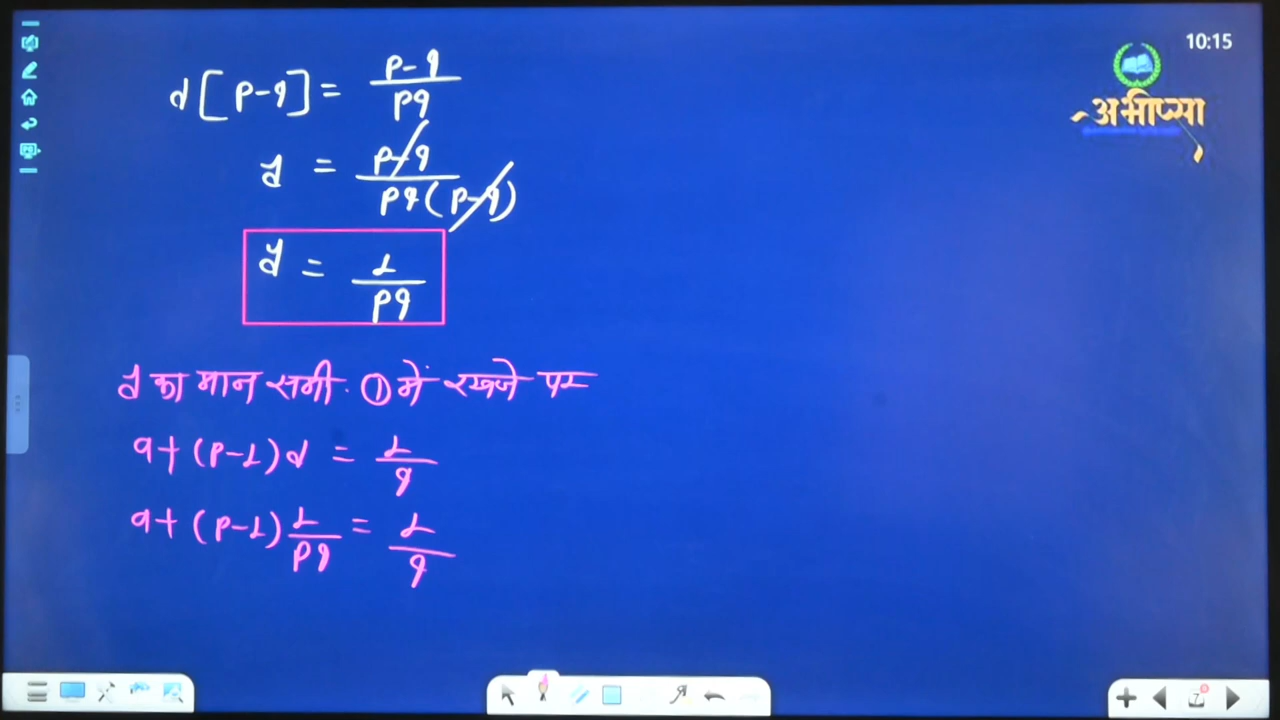 10:15
अभीप्सा
d[p-q] = p-q/pq
d = p-q/pq(p-q)
d = 1/pq
d का मान समी. ① में रखने पर
a+(p-1)d = 1/q
a+(p-1)1/pq = 1/q